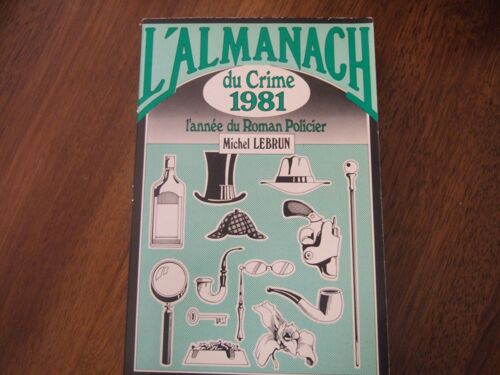 L'ALMANACH
du Crime
1981
l'année du Roman Policier
Michel LEBRUN